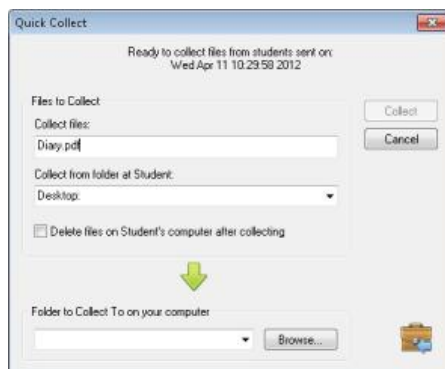 Quick Collect
Ready to collect files from students sent on:
Wed Apr 11 10:29:58 2012
Files to Collect
Collect files:
Diary.pdf
Collect from folder at Student:
Desktop:
Delete files on Student's computer after collecting
Collect
Cancel
Folder to Collect To on your computer
Browse...